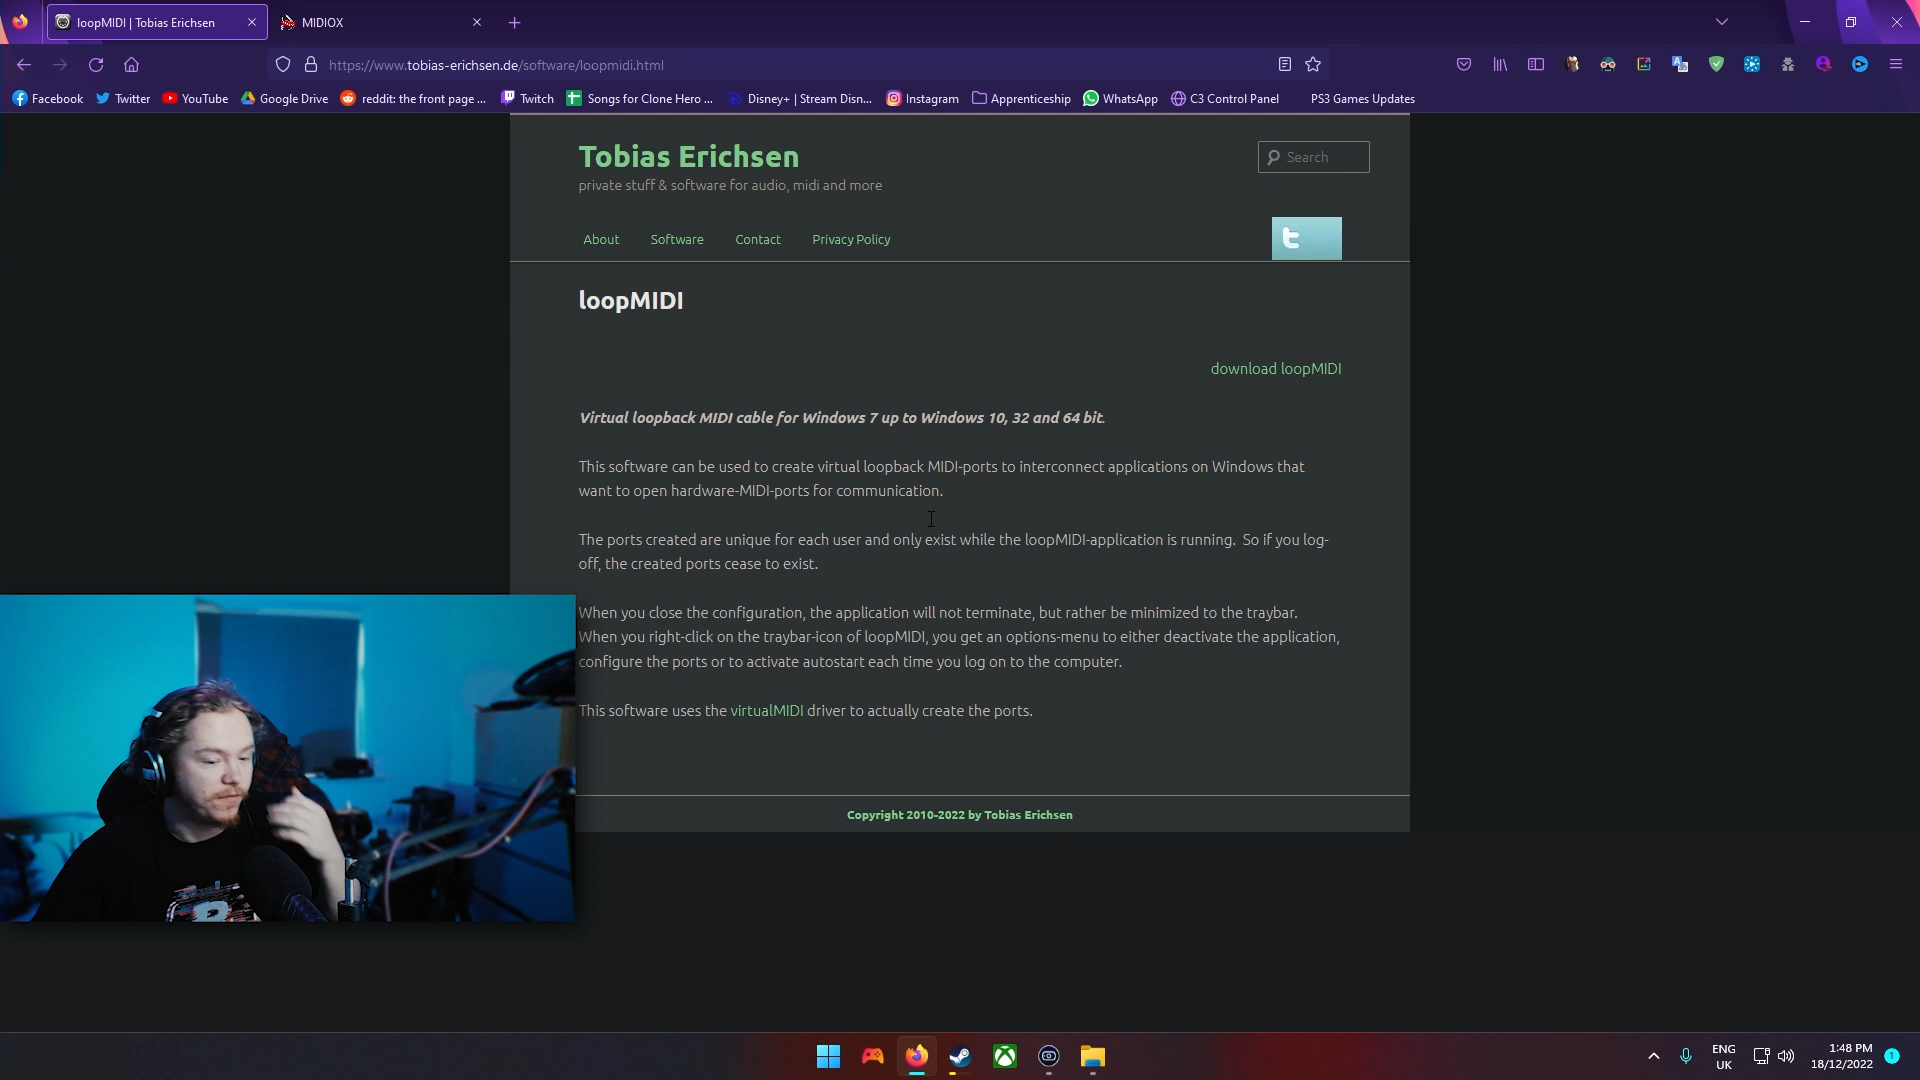 loopMIDI | Tobias Erichsen
MIDIOX
https://www.tobias-erichsen.de/software/loopmidi.html
Facebook
Twitter
YouTube
Google Drive
reddit: the front page ...
Twitch
Songs for Clone Hero ...
Disney+ | Stream Disn...
Instagram
Apprenticeship
WhatsApp
C3 Control Panel
PS3 Games Updates
Tobias Erichsen
Search
private stuff & software for audio, midi and more
About
Software
Contact
Privacy Policy
loopMIDI
download loopMIDI
Virtual loopback MIDI cable for Windows 7 up to Windows 10, 32 and 64 bit.
This software can be used to create virtual loopback MIDI-ports to interconnect applications on Windows that
want to open hardware-MIDI-ports for communication.
The ports created are unique for each user and only exist while the loopMIDI-application is running. So if you log-
off, the created ports cease to exist.
When you close the configuration, the application will not terminate, but rather be minimized to the traybar.
When you right-click on the traybar-icon of loopMIDI, you get an options-menu to either deactivate the application,
configure the ports or to activate autostart each time you log on to the computer.
This software uses the virtualMIDI driver to actually create the ports.
Copyright 2010-2022 by Tobias Erichsen
ENG
UK
1:48 PM
18/12/2022
1